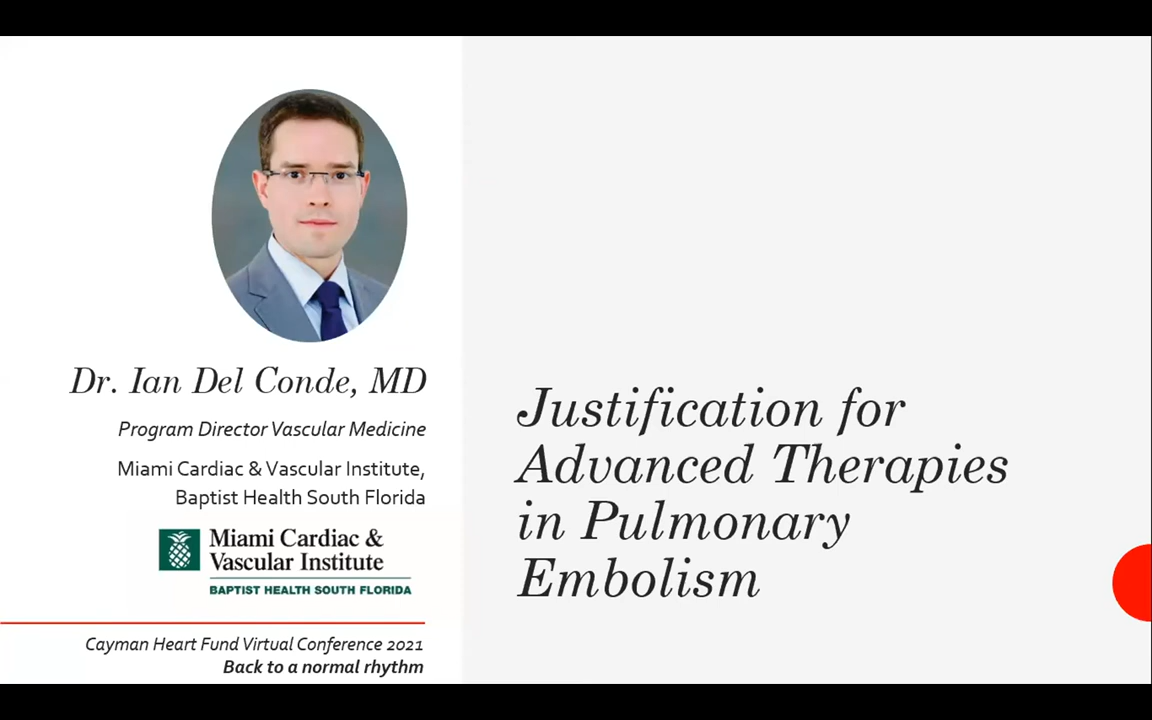 Dr. Ian Del Conde, MD
Program Director Vascular Medicine
Miami Cardiac & Vascular Institute,
Baptist Health South Florida
Miami Cardiac &
Vascular Institute
BAPTIST HEALTH SOUTH FLORIDA
Cayman Heart Fund Virtual Conference 2021
Back to a normal rhythm
Justification for
Advanced Therapies
in Pulmonary
Embolism